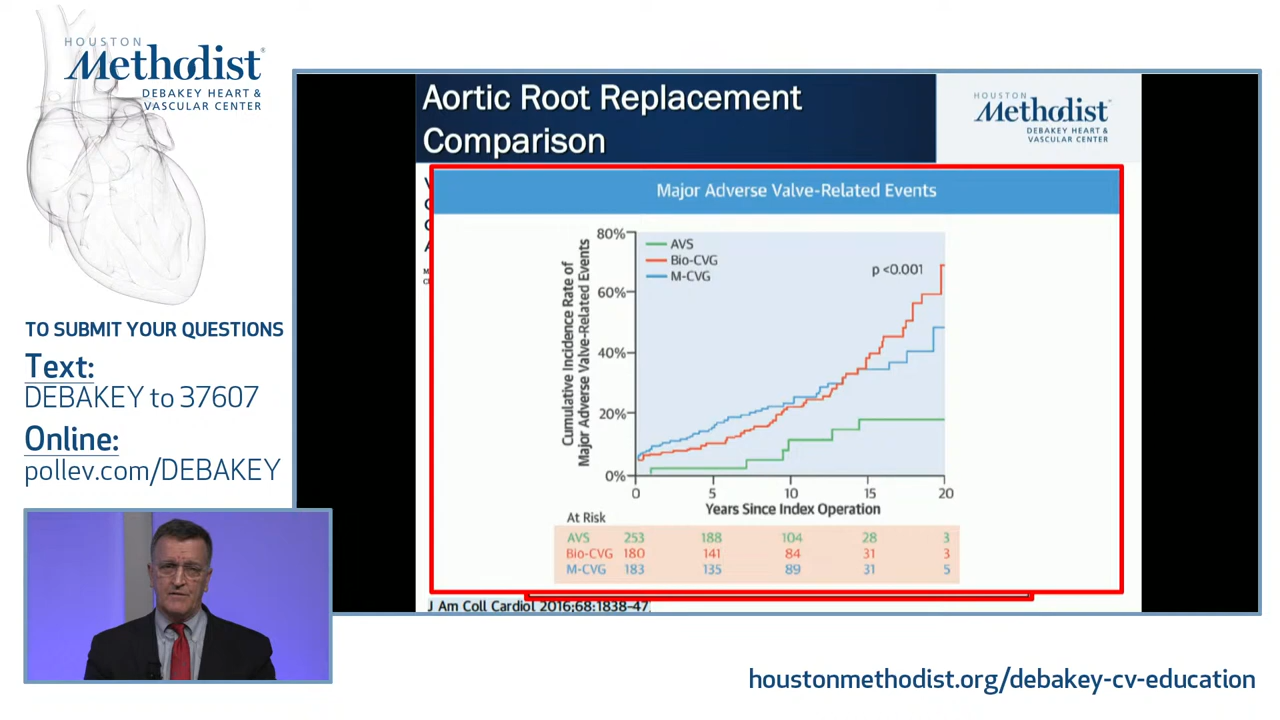 HOUSTON
Methodist®
DEBAKEY HEART &
VASCULAR CENTER
TO SUBMIT YOUR QUESTIONS
Text:
DEBAKEY to 37607
Online:
pollev.com/DEBAKEY
Aortic Root Replacement
Comparison
HOUSTON
Methodist
DEBAKEY HEART &
VASCULAR CENTER
Major Adverse Valve-Related Events
Cumulative Incidence Rate of
Major Adverse Valve-Related Events
80%
60%
40%
20%
0%
AVS
Bio-CVG
M-CVG
p <0.001
0 5 10 15 20
Years Since Index Operation
At Risk
AVS 253 188 104 28 3
Bio-CVG 180 141 84 31 3
M-CVG 183 135 89 31 5
J Am Coll Cardiol 2016;68:1838-47
houstonmethodist.org/debakey-cv-education